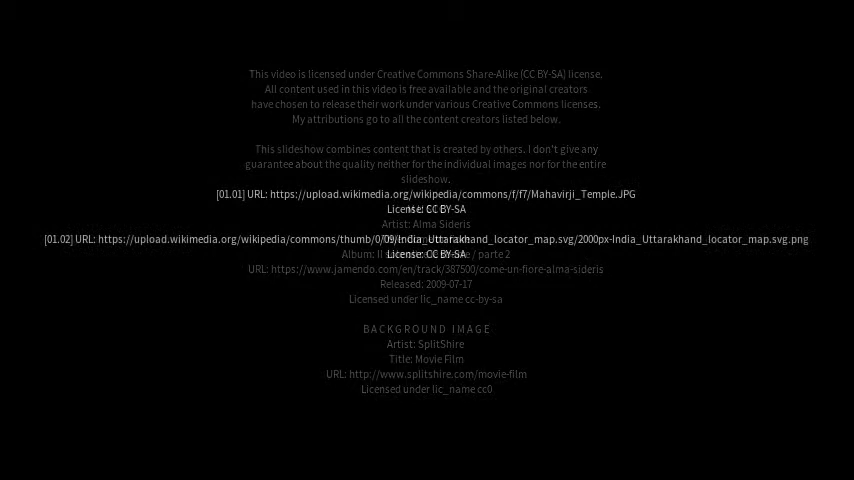 This video is licensed under Creative Commons Share-Alike (CC BY-SA) license.
All content used in this video is free available and the original creators
have chosen to release their work under various Creative Commons licenses.
My attributions go to all the content creators listed below.
This slideshow combines content that is created by others. I don't give any
guarantee about the quality neither for the individual images nor for the entire
slideshow.
[01.01] URL: https://upload.wikimedia.org/wikipedia/commons/f/f7/Mahavirji_Temple.JPG
License: CC BY-SA
Artist: Alma Sideris
[01.02] URL: https://upload.wikimedia.org/wikipedia/commons/thumb/0/09/India_Uttarakhand_locator_map.svg/2000px-India_Uttarakhand_locator_map.svg.png
License: CC BY-SA
Album: / parte 2
URL: https://www.jamendo.com/en/track/387500/come-un-fiore-alma-sideris
Released: 2009-07-17
Licensed under lic_name cc-by-sa
BACKGROUND IMAGE
Artist: SplitShire
Title: Movie Film
URL: http://www.splitshire.com/movie-film
Licensed under lic_name cc0